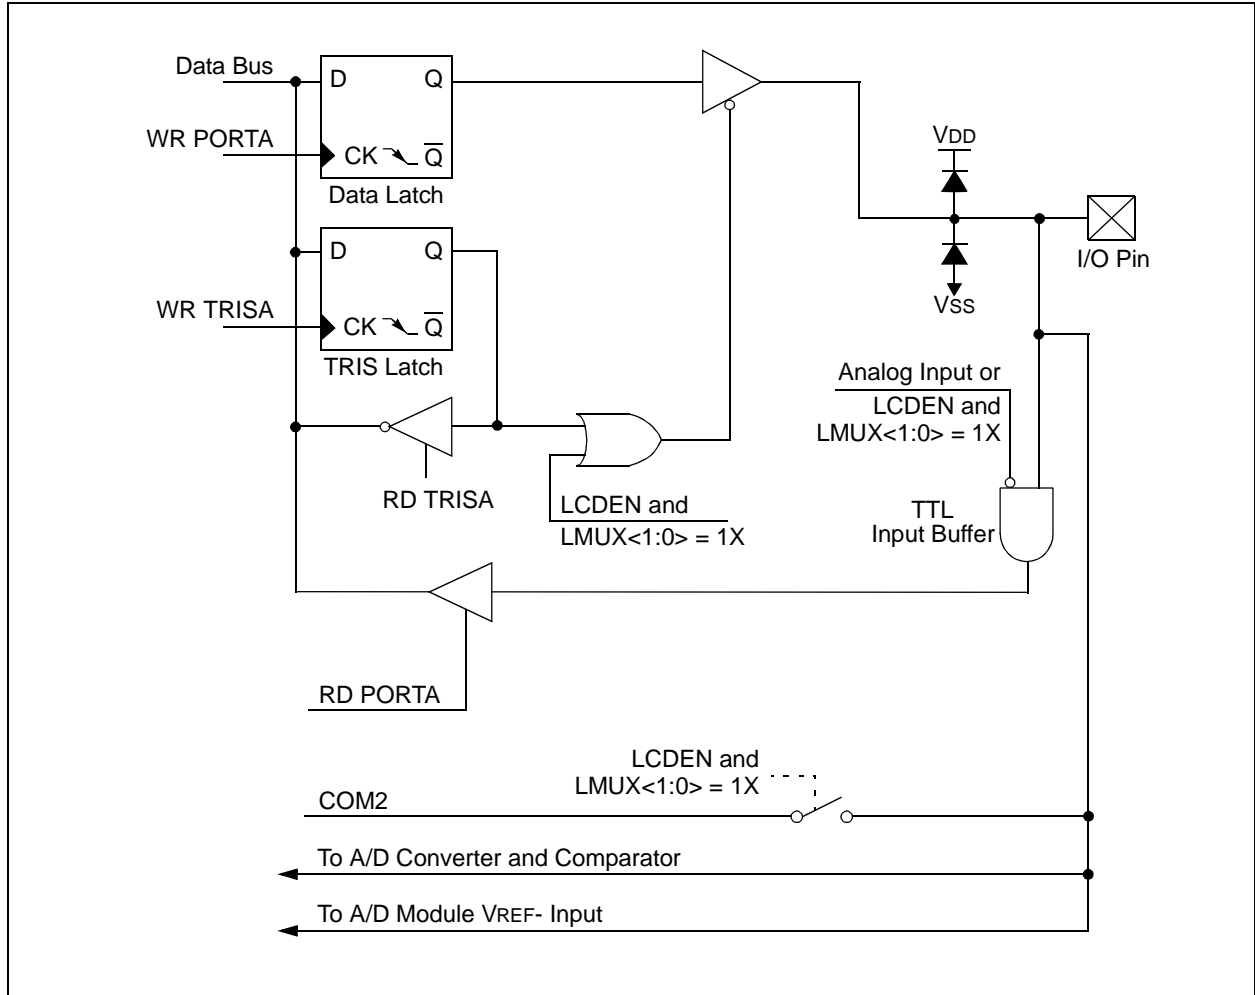 Data Bus
D Q
WR PORTA
CK Q̅
Data Latch
VDD
I/O Pin
VSS
D Q
WR TRISA
CK Q̅
TRIS Latch
Analog Input or
LCDEN and
LMUX<1:0> = 1X
RD TRISA
LCDEN and
LMUX<1:0> = 1X
TTL
Input Buffer
RD PORTA
LCDEN and
LMUX<1:0> = 1X
COM2
To A/D Converter and Comparator
To A/D Module VREF- Input